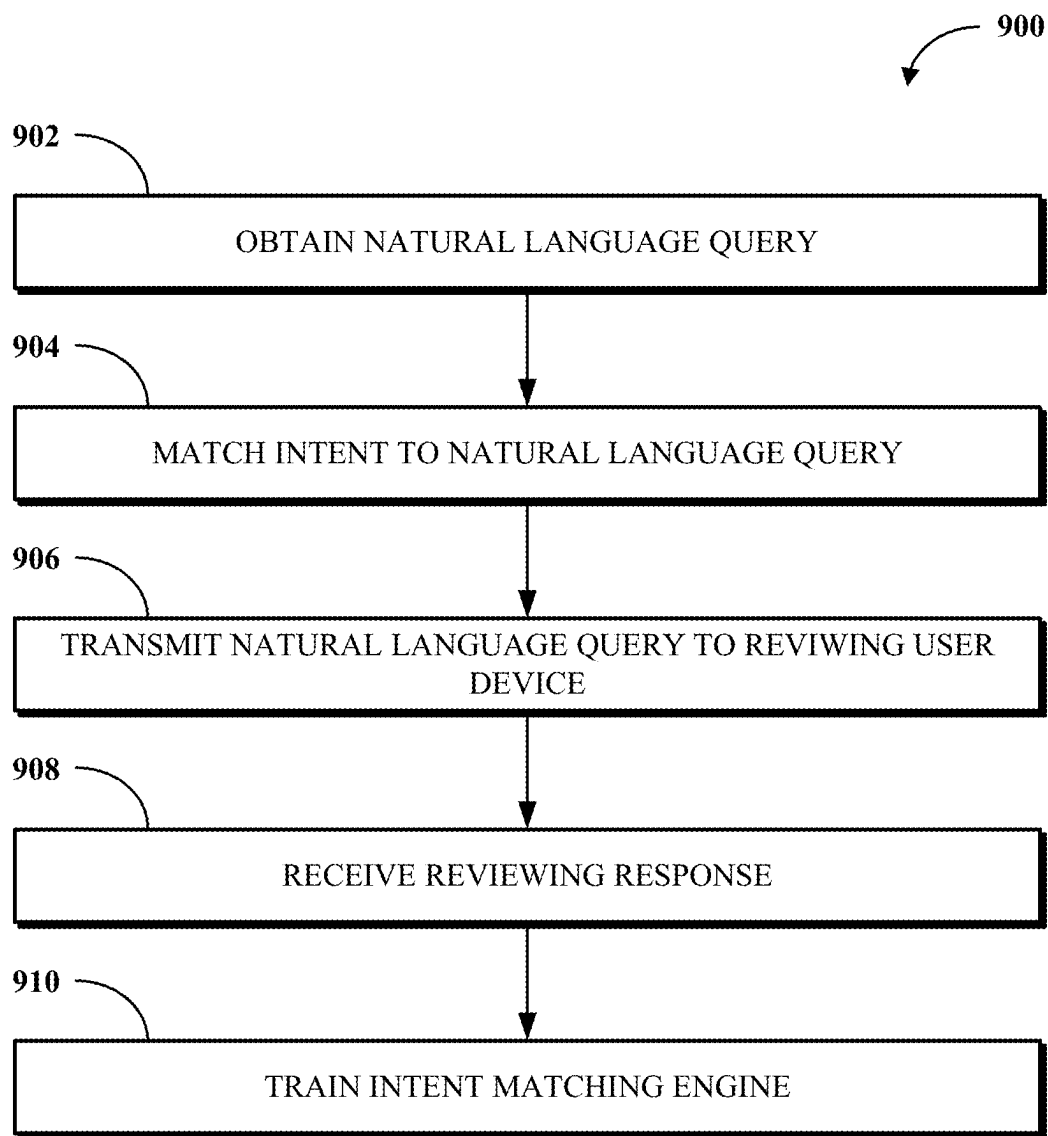 900
902
OBTAIN NATURAL LANGUAGE QUERY
904
MATCH INTENT TO NATURAL LANGUAGE QUERY
906
TRANSMIT NATURAL LANGUAGE QUERY TO REVIWING USER
DEVICE
908
RECEIVE REVIEWING RESPONSE
910
TRAIN INTENT MATCHING ENGINE